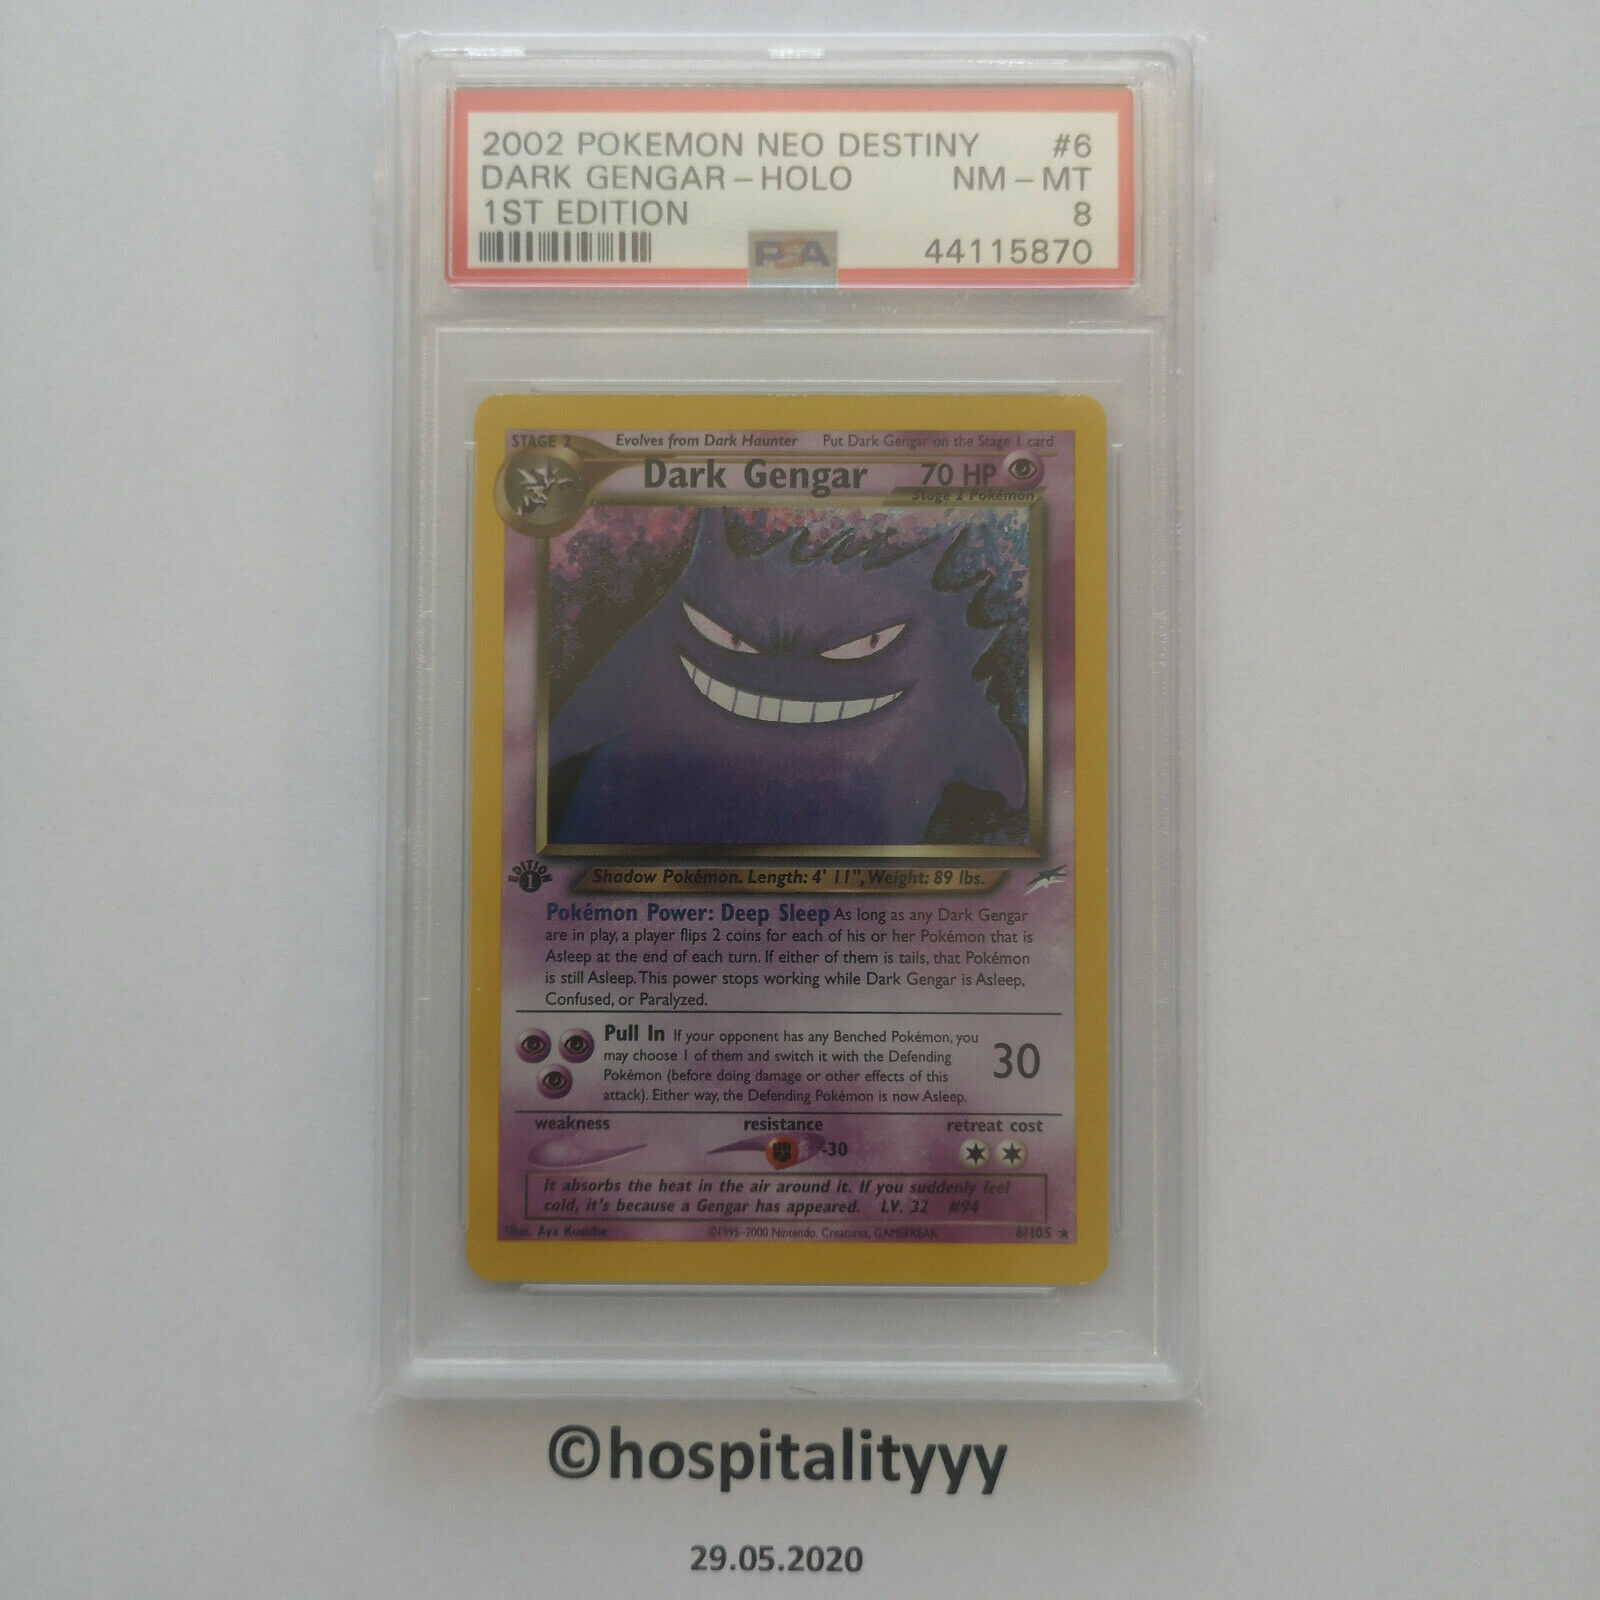 2002 POKEMON NEO DESTINY #6
DARK GENGAR - HOLO NM - MT
1ST EDITION 8
PSA 44115870
STAGE 2 Evolves from Dark Haunter Put Dark Gengar on the Stage 1 card
Dark Gengar 70 HP
Stage 2 Pokémon
EDITION 1
Shadow Pokémon. Length: 4' 11", Weight: 89 lbs.
Pokémon Power: Deep Sleep As long as any Dark Gengar
are in play, a player flips 2 coins for each of his or her Pokémon that is
Asleep at the end of each turn. If either of them is tails, that Pokémon
is still Asleep. This power stops working while Dark Gengar is Asleep,
Confused, or Paralyzed.
Pull In If your opponent has any Benched Pokémon, you
may choose 1 of them and switch it with the Defending
Pokémon (before doing damage or other effects of this
attack). Either way, the Defending Pokémon is now Asleep.
30
weakness resistance retreat cost
-30
It absorbs the heat in the air around it. If you suddenly feel
cold, it's because a Gengar has appeared. LV. 32 #94
Illus. Aya Kusube ©1995-2000 Nintendo, Creatures, GAMEFREAK. 6/105 ★
©hospitalityyy
29.05.2020